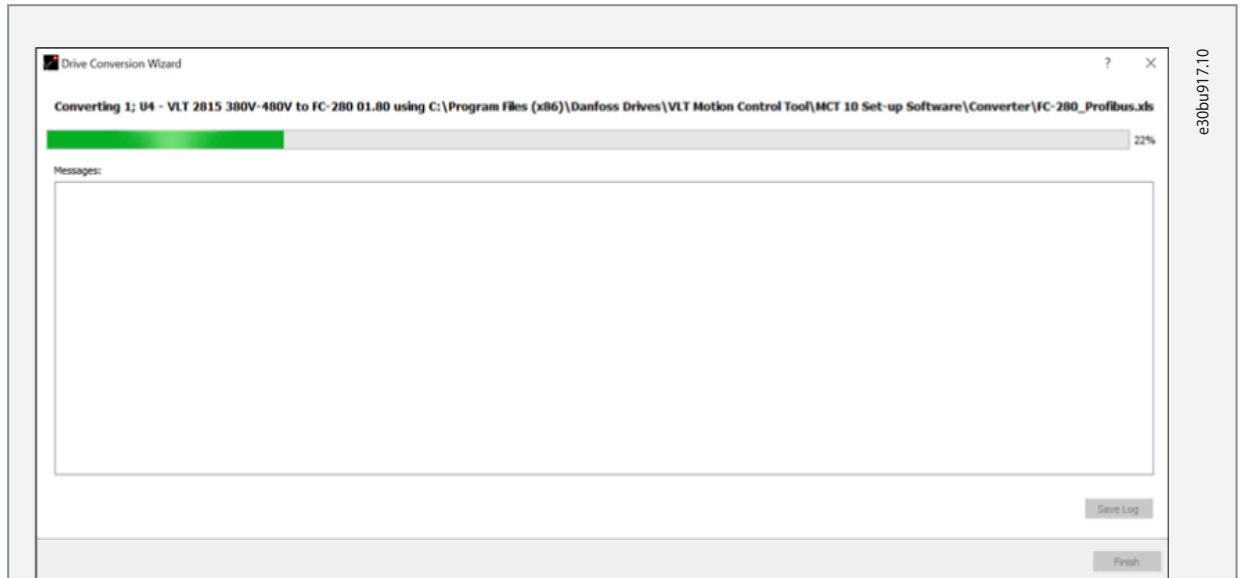 Drive Conversion Wizard
?
Converting 1; U4 - VLT 2815 380V-480V to FC-280 01.80 using C:\Program Files (x86)\Danfoss Drives\VLT Motion Control Tool\MCT 10 Set-up Software\Converter\FC-280_Profibus.xls
22%
Messages:
Save Log
Finish
e30bu917.10